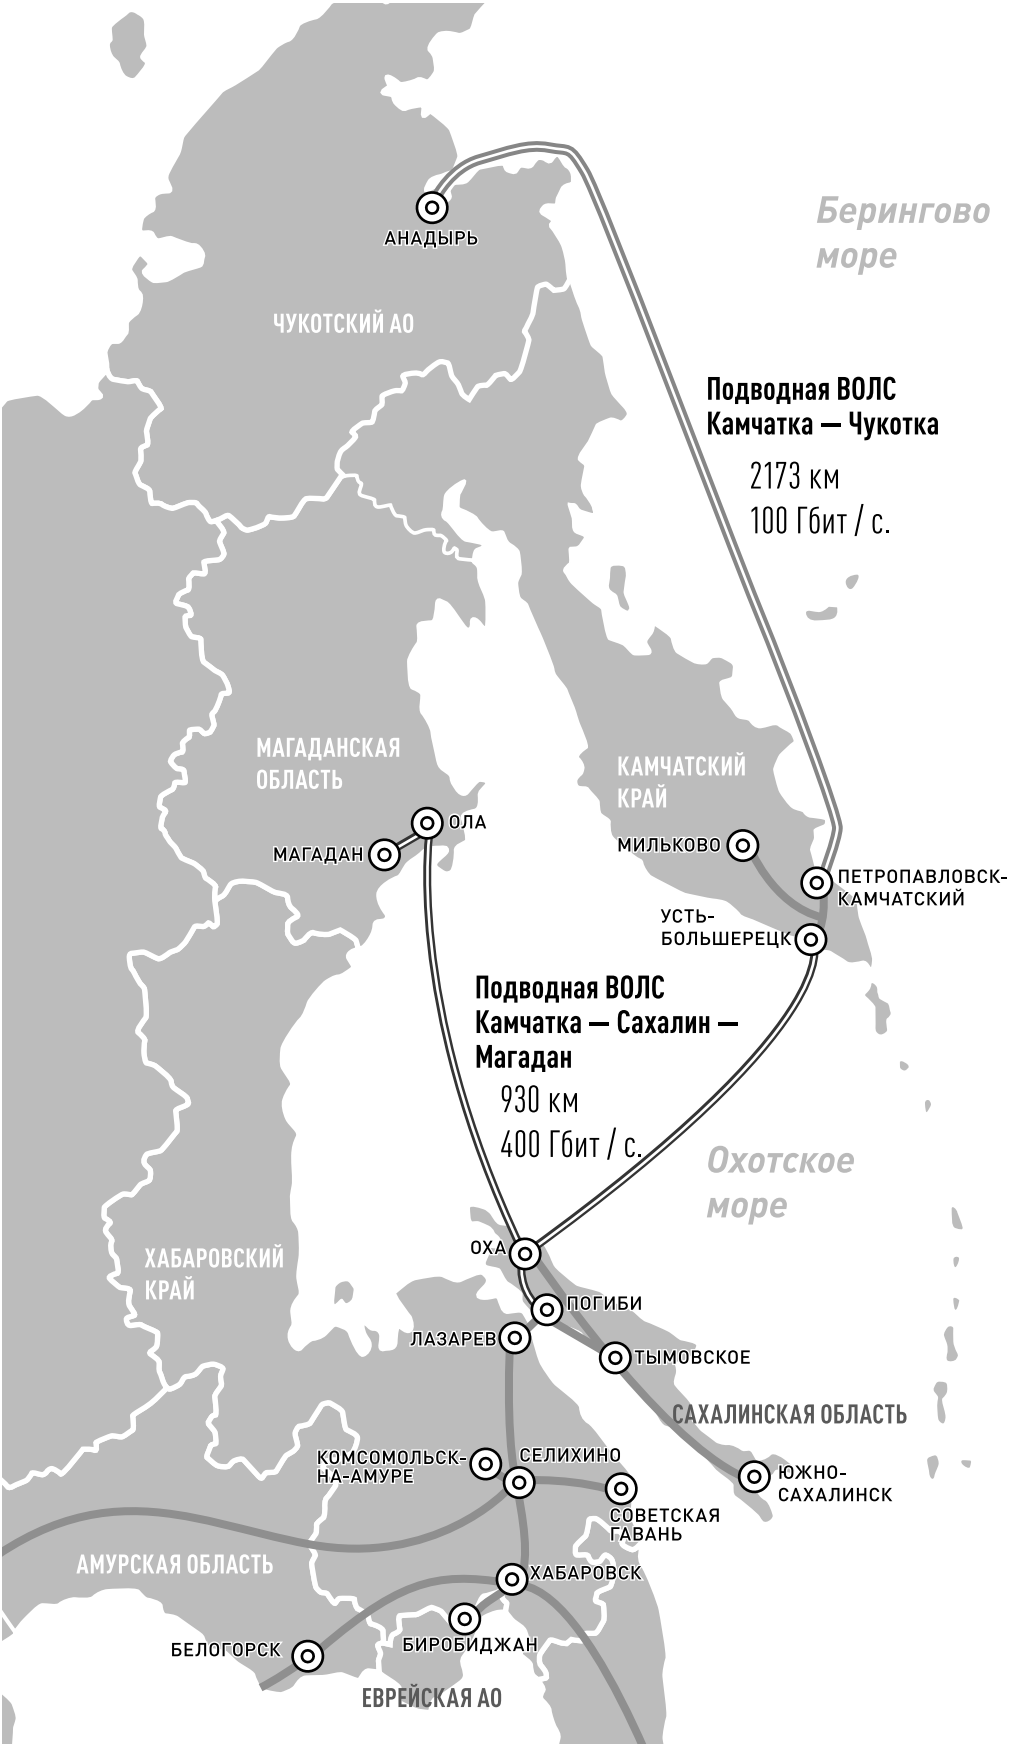 АНАДЫРЬ
Берингово
море
ЧУКОТСКИЙ АО
Подводная ВОЛС
Камчатка — Чукотка
2173 км
100 Гбит / с.
МАГАДАНСКАЯ
ОБЛАСТЬ
КАМЧАТСКИЙ
КРАЙ
ОЛА
МАГАДАН
МИЛЬКОВО
ПЕТРОПАВЛОВСК-
КАМЧАТСКИЙ
УСТЬ-
БОЛЬШЕРЕЦК
Подводная ВОЛС
Камчатка — Сахалин —
Магадан
930 км
400 Гбит / с.
Охотское
море
ХАБАРОВСКИЙ
КРАЙ
ОХА
ПОГИБИ
ЛАЗАРЕВ
ТЫМОВСКОЕ
САХАЛИНСКАЯ ОБЛАСТЬ
КОМСОМОЛЬСК-
НА-АМУРЕ
СЕЛИХИНО
ЮЖНО-
САХАЛИНСК
СОВЕТСКАЯ
ГАВАНЬ
АМУРСКАЯ ОБЛАСТЬ
ХАБАРОВСК
БИРОБИДЖАН
БЕЛОГОРСК
ЕВРЕЙСКАЯ АО